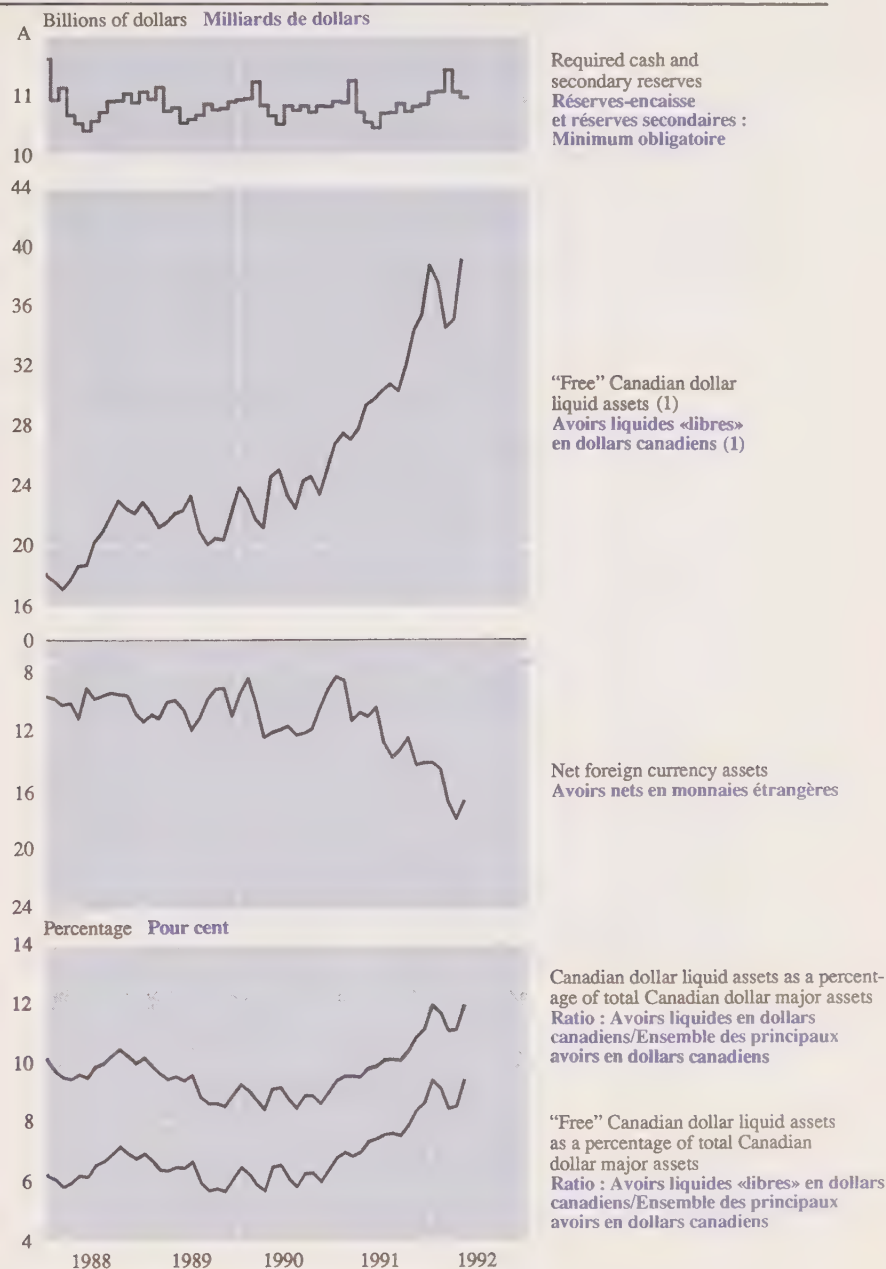 Billions of dollars Milliards de dollars
A
11
10
Required cash and
secondary reserves
Réserves-encaisse
et réserves secondaires :
Minimum obligatoire
44
40
36
32
28
24
20
16
"Free" Canadian dollar
liquid assets (1)
Avoirs liquides «libres»
en dollars canadiens (1)
0
8
12
16
20
24
Net foreign currency assets
Avoirs nets en monnaies étrangères
Percentage Pour cent
14
12
10
8
6
4
Canadian dollar liquid assets as a percent-
age of total Canadian dollar major assets
Ratio : Avoirs liquides en dollars
canadiens/Ensemble des principaux
avoirs en dollars canadiens
"Free" Canadian dollar liquid assets
as a percentage of total Canadian
dollar major assets
Ratio : Avoirs liquides «libres» en dollars
canadiens/Ensemble des principaux
avoirs en dollars canadiens
1988 1989 1990 1991 1992